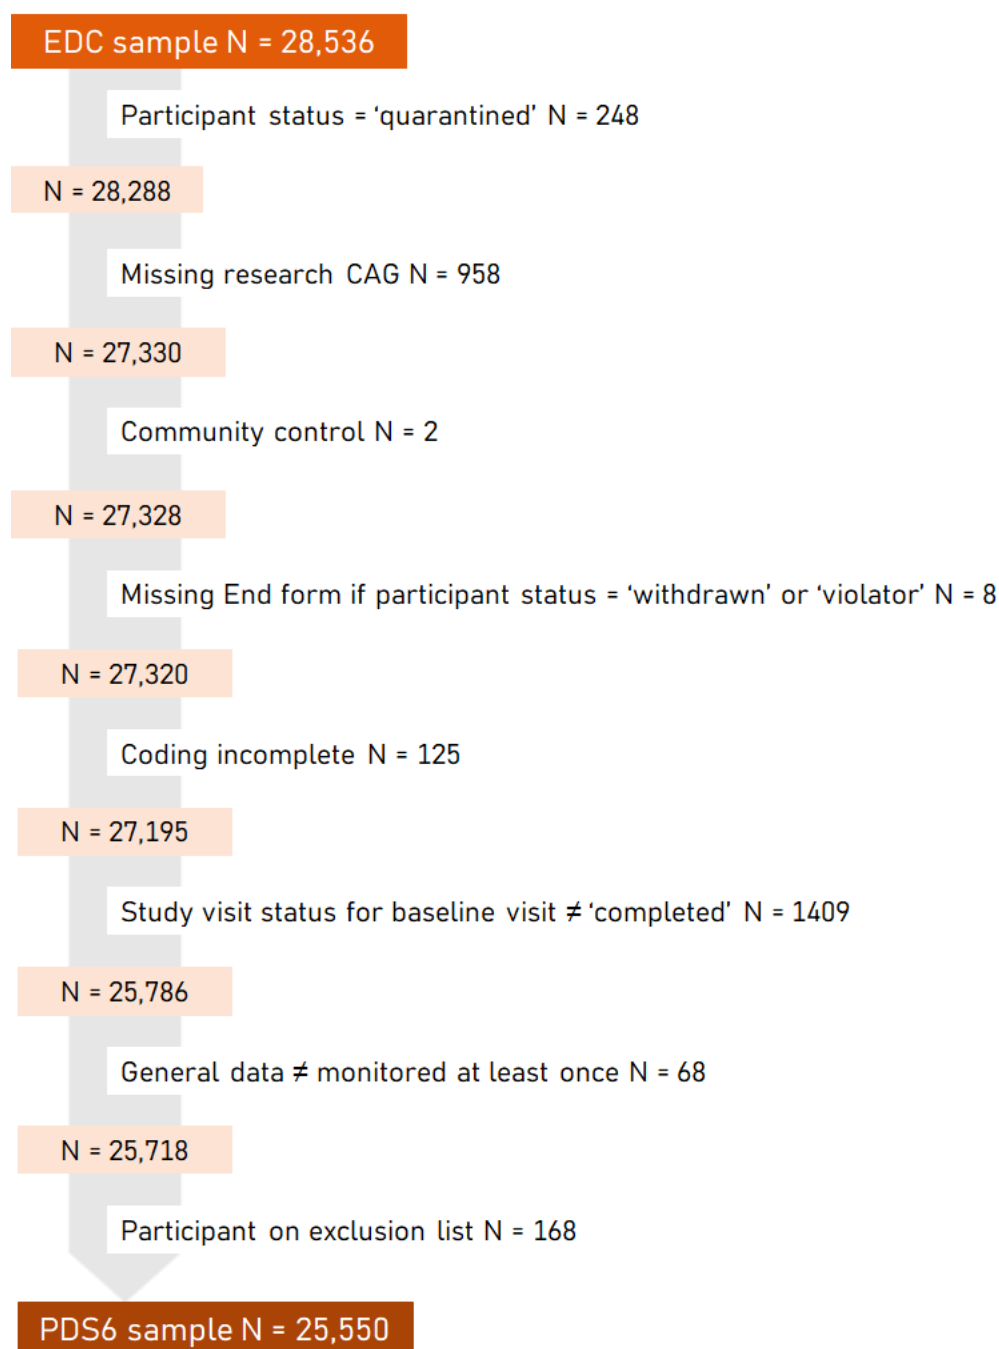 EDC sample N = 28,536
Participant status = ‘quarantined’ N = 248
N = 28,288
Missing research CAG N = 958
N = 27,330
Community control N = 2
N = 27,328
Missing End form if participant status = ‘withdrawn’ or ‘violator’ N = 8
N = 27,320
Coding incomplete N = 125
N = 27,195
Study visit status for baseline visit ≠ ‘completed’ N = 1409
N = 25,786
General data ≠ monitored at least once N = 68
N = 25,718
Participant on exclusion list N = 168
PDS6 sample N = 25,550